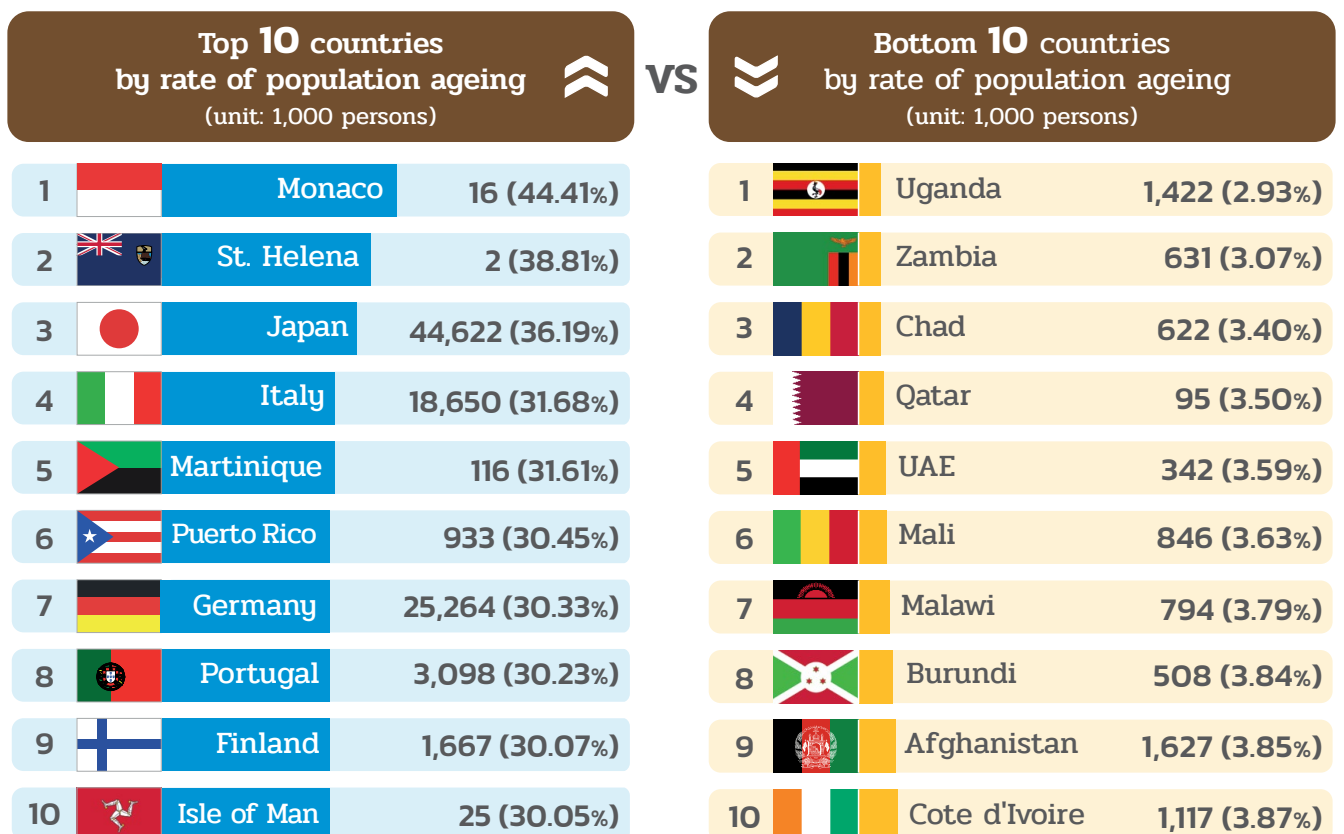 Top 10 countries
by rate of population ageing
(unit: 1,000 persons)
VS
Bottom 10 countries
by rate of population ageing
(unit: 1,000 persons)
1 Monaco 16 (44.41%)
2 St. Helena 2 (38.81%)
3 Japan 44,622 (36.19%)
4 Italy 18,650 (31.68%)
5 Martinique 116 (31.61%)
6 Puerto Rico 933 (30.45%)
7 Germany 25,264 (30.33%)
8 Portugal 3,098 (30.23%)
9 Finland 1,667 (30.07%)
10 Isle of Man 25 (30.05%)
1 Uganda 1,422 (2.93%)
2 Zambia 631 (3.07%)
3 Chad 622 (3.40%)
4 Qatar 95 (3.50%)
5 UAE 342 (3.59%)
6 Mali 846 (3.63%)
7 Malawi 794 (3.79%)
8 Burundi 508 (3.84%)
9 Afghanistan 1,627 (3.85%)
10 Cote d'Ivoire 1,117 (3.87%)